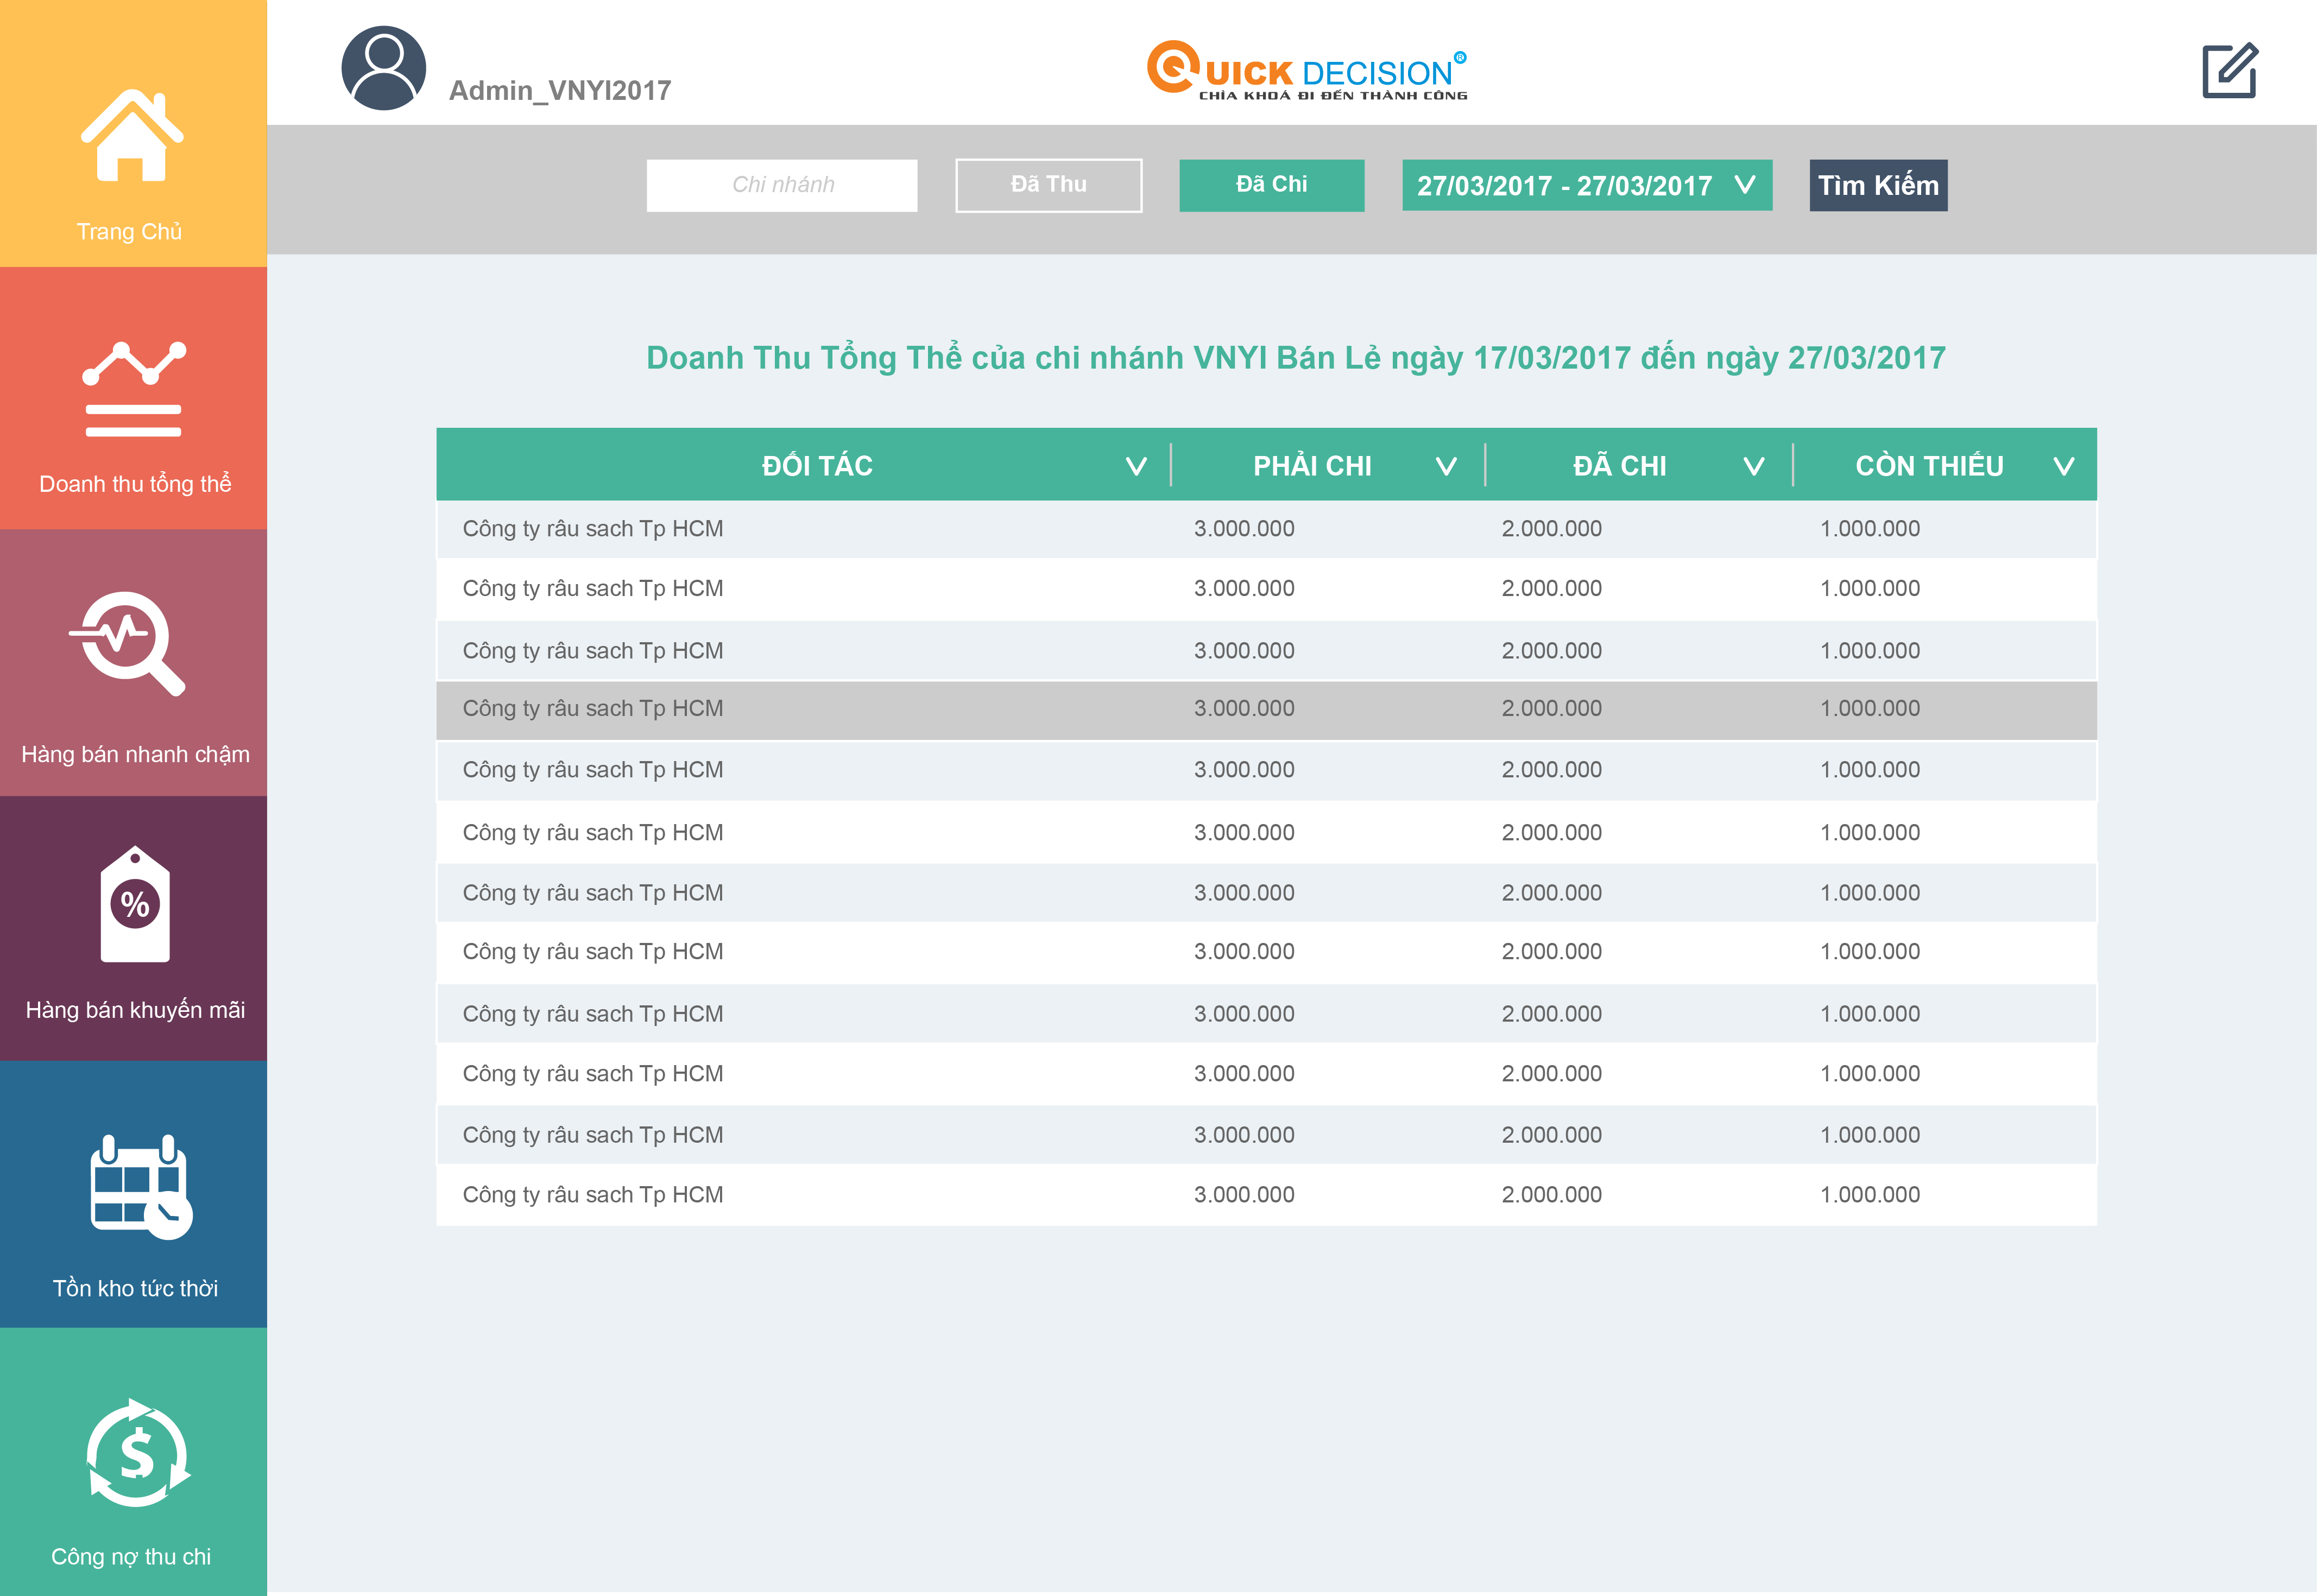 Admin_VNYI2017
QUICK DECISION®
CHÌA KHOÁ ĐI ĐẾN THÀNH CÔNG
Chi nhánh
Đã Thu
Đã Chi
27/03/2017 - 27/03/2017
Tìm Kiếm
Trang Chủ
Doanh thu tổng thể
Hàng bán nhanh chậm
%
Hàng bán khuyến mãi
Tồn kho tức thời
$
Công nợ thu chi
Doanh Thu Tổng Thể của chi nhánh VNYI Bán Lẻ ngày 17/03/2017 đến ngày 27/03/2017
ĐỐI TÁC PHẢI CHI ĐÃ CHI CÒN THIẾU
Công ty râu sach Tp HCM 3.000.000 2.000.000 1.000.000
Công ty râu sach Tp HCM 3.000.000 2.000.000 1.000.000
Công ty râu sach Tp HCM 3.000.000 2.000.000 1.000.000
Công ty râu sach Tp HCM 3.000.000 2.000.000 1.000.000
Công ty râu sach Tp HCM 3.000.000 2.000.000 1.000.000
Công ty râu sach Tp HCM 3.000.000 2.000.000 1.000.000
Công ty râu sach Tp HCM 3.000.000 2.000.000 1.000.000
Công ty râu sach Tp HCM 3.000.000 2.000.000 1.000.000
Công ty râu sach Tp HCM 3.000.000 2.000.000 1.000.000
Công ty râu sach Tp HCM 3.000.000 2.000.000 1.000.000
Công ty râu sach Tp HCM 3.000.000 2.000.000 1.000.000
Công ty râu sach Tp HCM 3.000.000 2.000.000 1.000.000